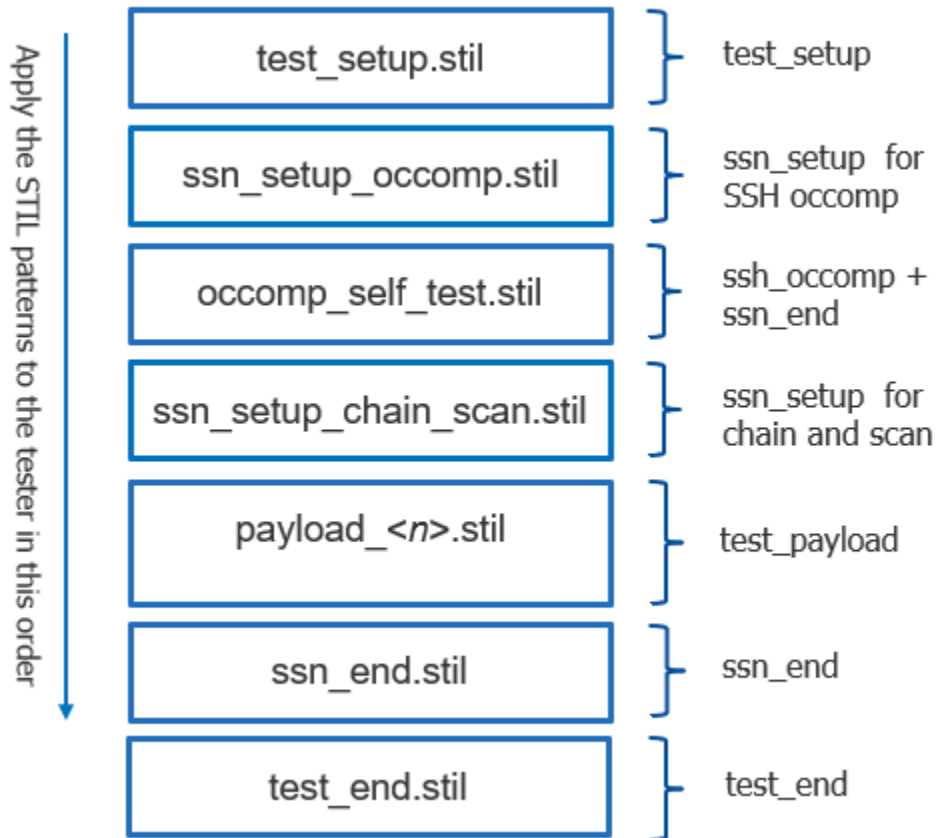 Apply the STIL patterns to the tester in this order
test_setup.stil
test_setup
ssn_setup_occomp.stil
ssn_setup for
SSH occomp
occomp_self_test.stil
ssh_occomp +
ssn_end
ssn_setup_chain_scan.stil
ssn_setup for
chain and scan
payload_<n>.stil
test_payload
ssn_end.stil
ssn_end
test_end.stil
test_end